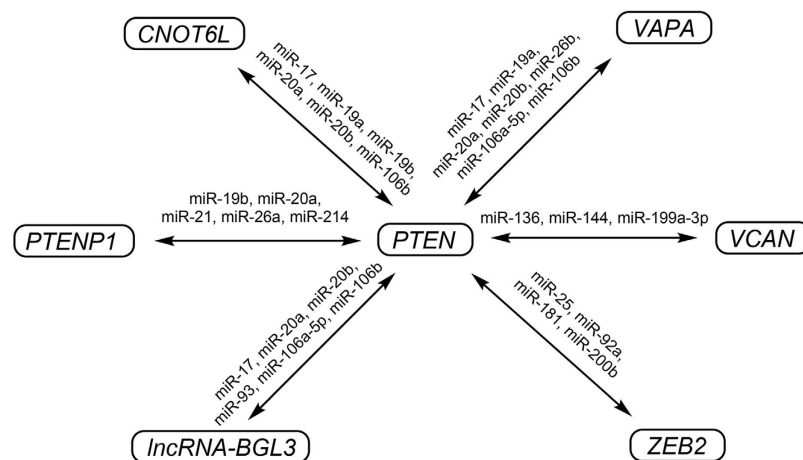 CNOT6L
VAPA
miR-17, miR-19a, miR-19b,
miR-20a, miR-20b, miR-106b
miR-17, miR-19a,
miR-20a, miR-20b, miR-26b,
miR-106a-5p, miR-106b
miR-19b, miR-20a,
miR-21, miR-26a, miR-214
miR-136, miR-144, miR-199a-3p
PTENP1
PTEN
VCAN
miR-17, miR-20a, miR-20b,
miR-93, miR-106a-5p, miR-106b
miR-25, miR-92a,
miR-181, miR-200b
lncRNA-BGL3
ZEB2